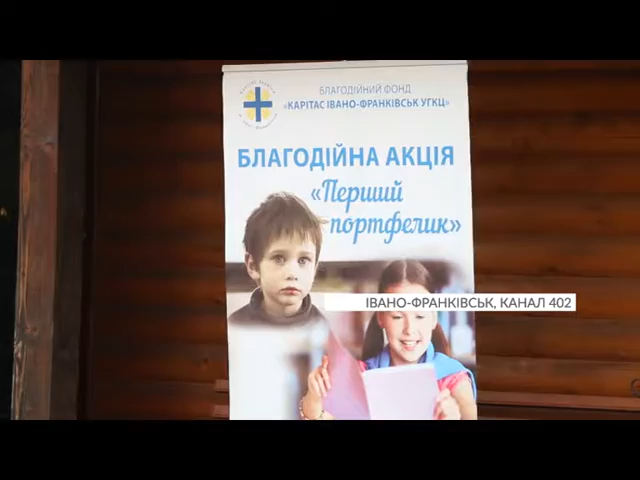 БЛАГОДІЙНИЙ ФОНД
«КАРІТАС ІВАНО-ФРАНКІВСЬК УГКЦ»
БЛАГОДІЙНА АКЦІЯ
«Перший
портфелик»
ІВАНО-ФРАНКІВСЬК, КАНАЛ 402